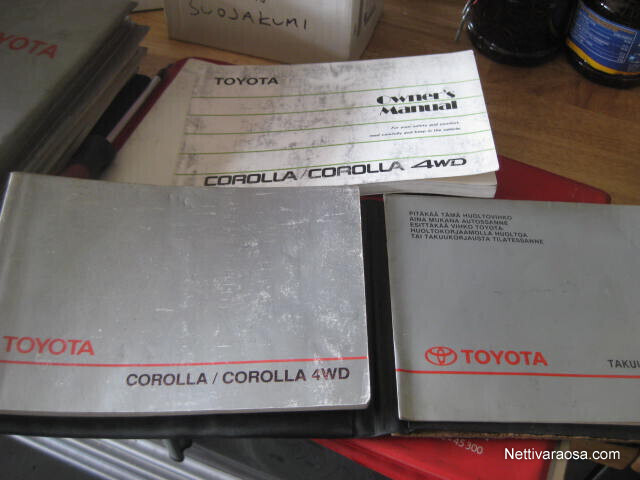 SUOJAKUMI
TOYOTA
TOYOTA
Owner's
Manual
For your safety and comfort,
read carefully and keep in the vehicle.
COROLLA/COROLLA 4WD
TOYOTA
COROLLA / COROLLA 4WD
PITÄKÄÄ TÄMÄ HUOLTOVIHKO
AINA MUKANA AUTOSSANNE
ESITTÄKÄÄ VIHKO TOYOTA
HUOLTOKORJAAMOLLA HUOLTOA
TAI TAKUUKORJAUSTA TILATESSANNE
TOYOTA
TAKUU
45300
Nettivaraosa.com